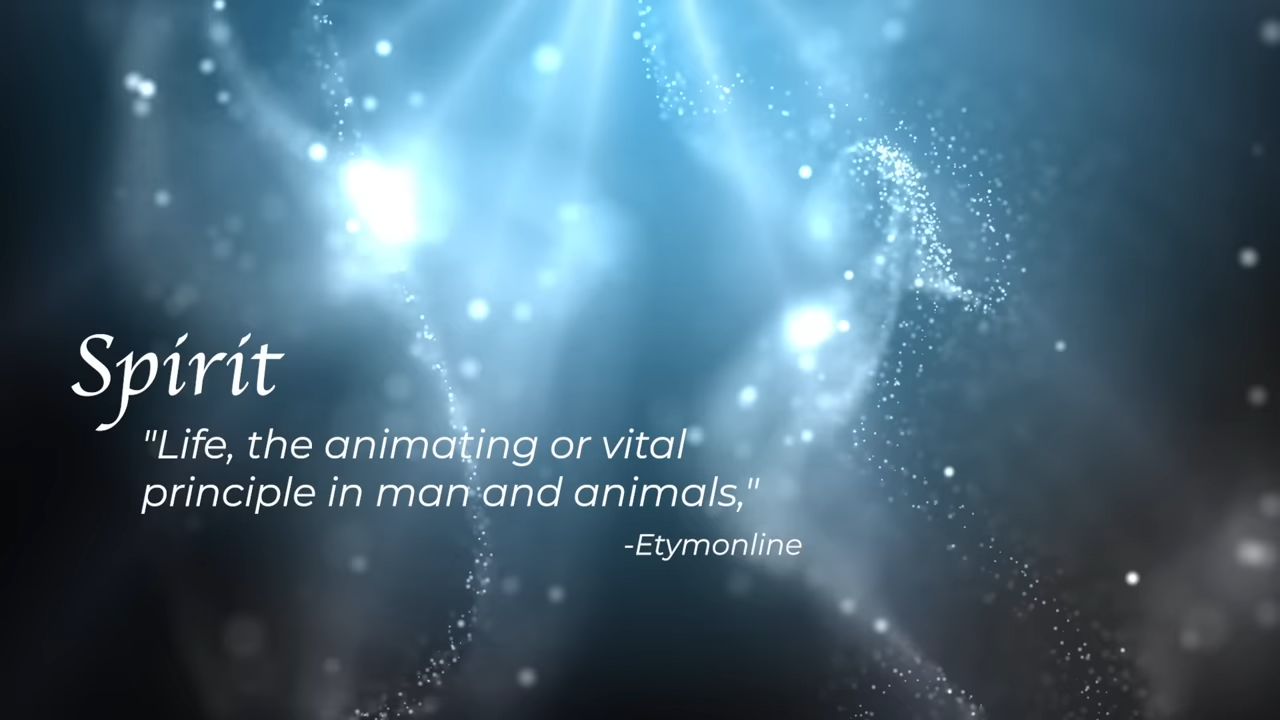 Spirit
"Life, the animating or vital
principle in man and animals,"
-Etymonline